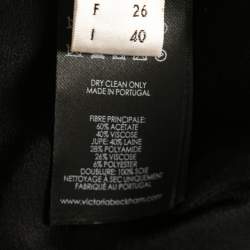 F 26
I 40
DRY CLEAN ONLY
MADE IN PORTUGAL
FIBRE PRINCIPALE:
60% ACETATE
40% VISCOSE
JUPE: 40% LAINE
28% POLYAMIDE
26% VISCOSE
6% POLYESTER
DOUBLURE: 100% SOIE
NETTOYAGE À SEC UNIQUEMENT
FABRIQUÉ AU PORTUGAL
www.victoriabeckham.com